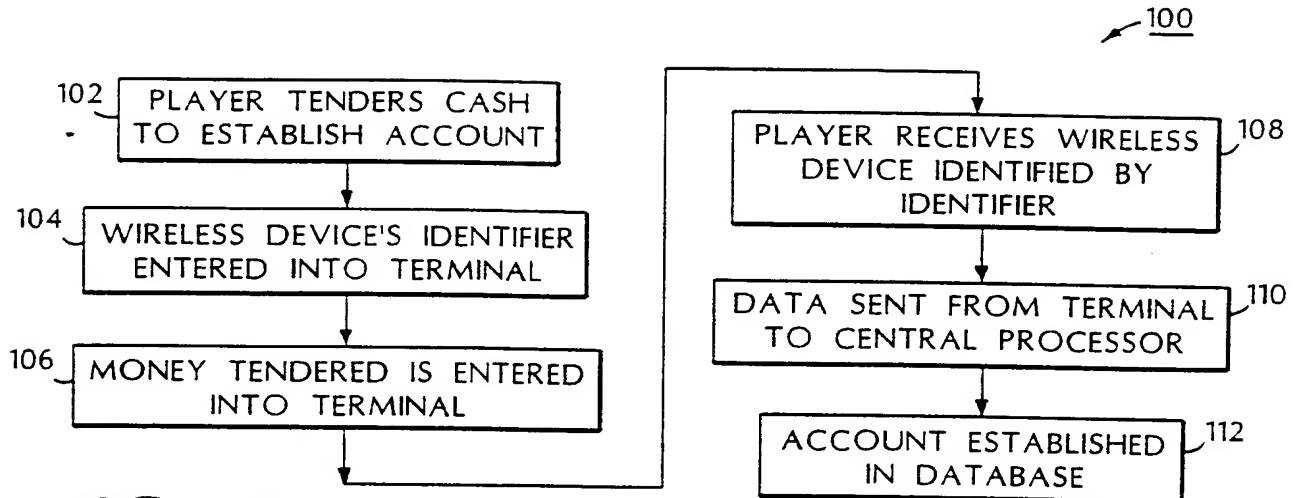 100
102
PLAYER TENDERS CASH
TO ESTABLISH ACCOUNT
104
WIRELESS DEVICE'S IDENTIFIER
ENTERED INTO TERMINAL
106
MONEY TENDERED IS ENTERED
INTO TERMINAL
108
PLAYER RECEIVES WIRELESS
DEVICE IDENTIFIED BY
IDENTIFIER
110
DATA SENT FROM TERMINAL
TO CENTRAL PROCESSOR
112
ACCOUNT ESTABLISHED
IN DATABASE